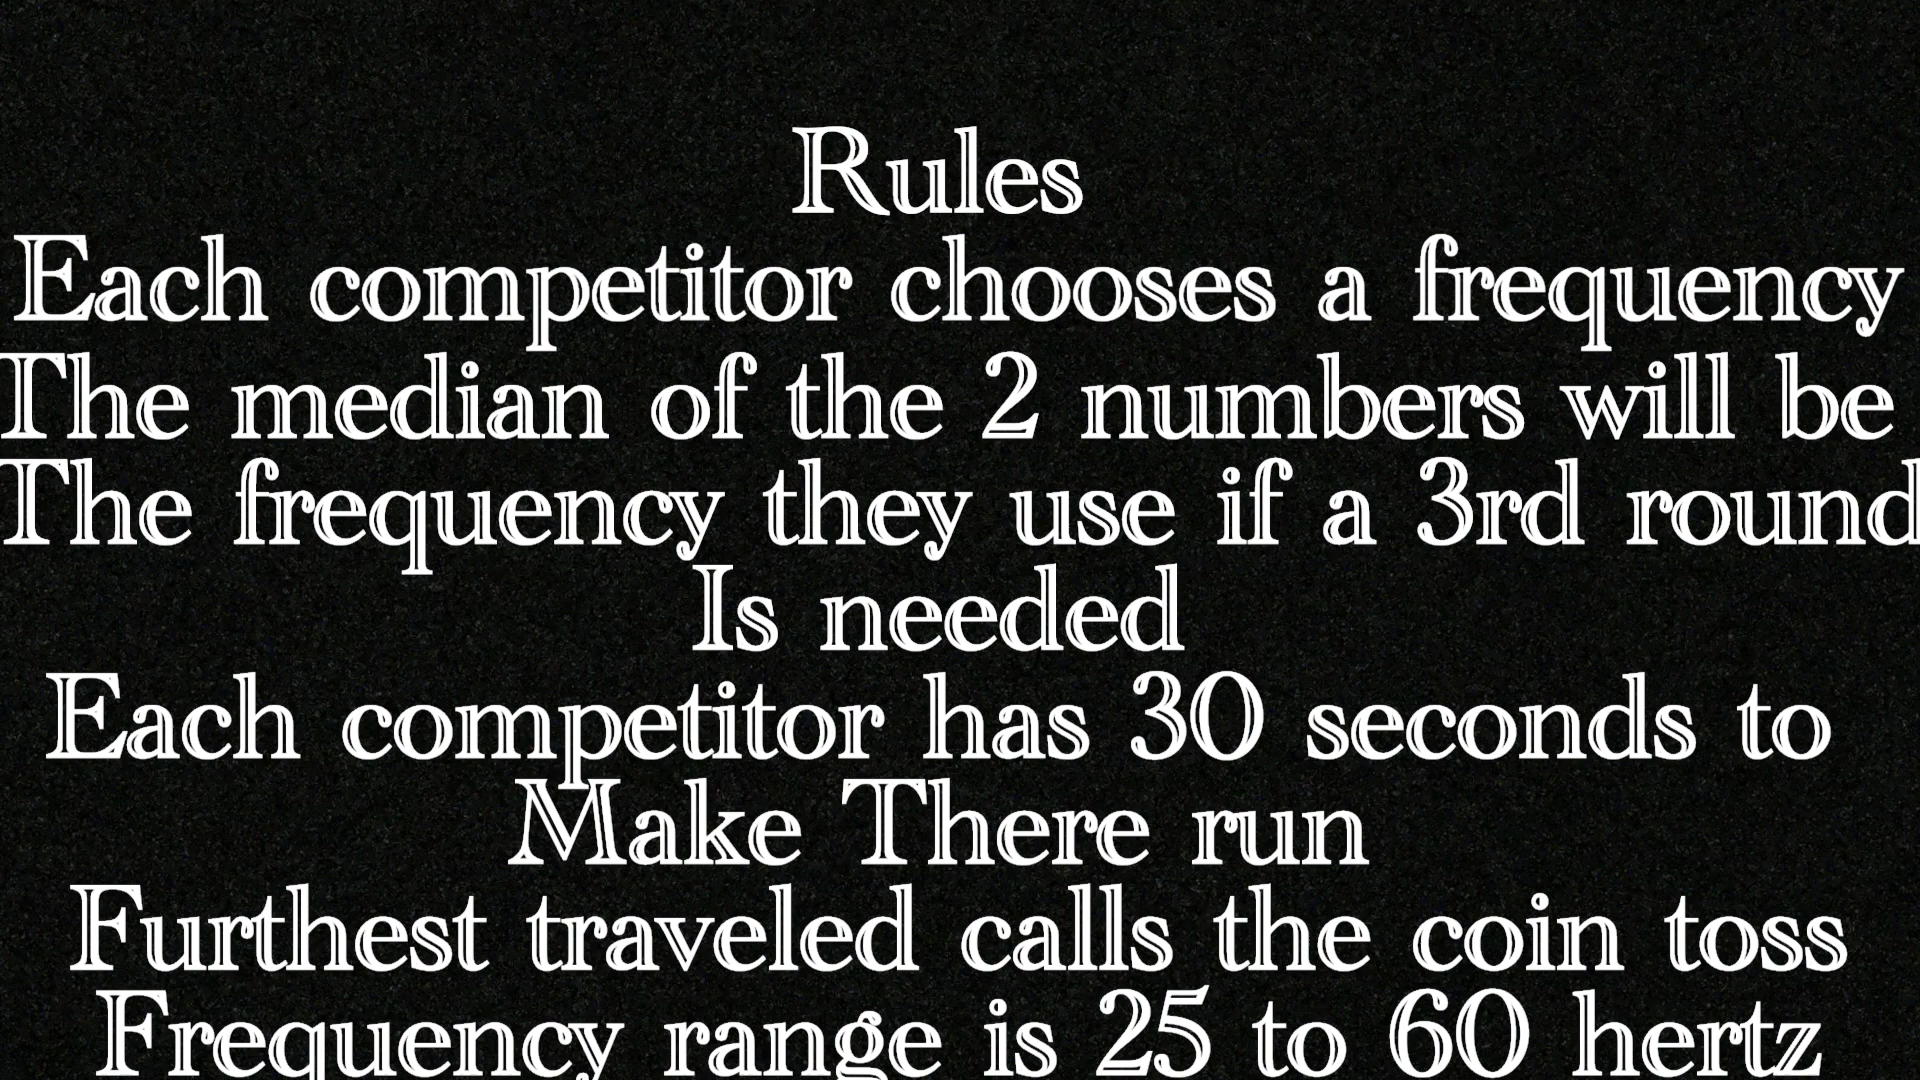 Rules
Each competitor chooses a frequency
The median of the 2 numbers will be
The frequency they use if a 3rd round
Is needed
Each competitor has 30 seconds to
Make There run
Furthest traveled calls the coin toss
Frequency range is 25 to 60 hertz